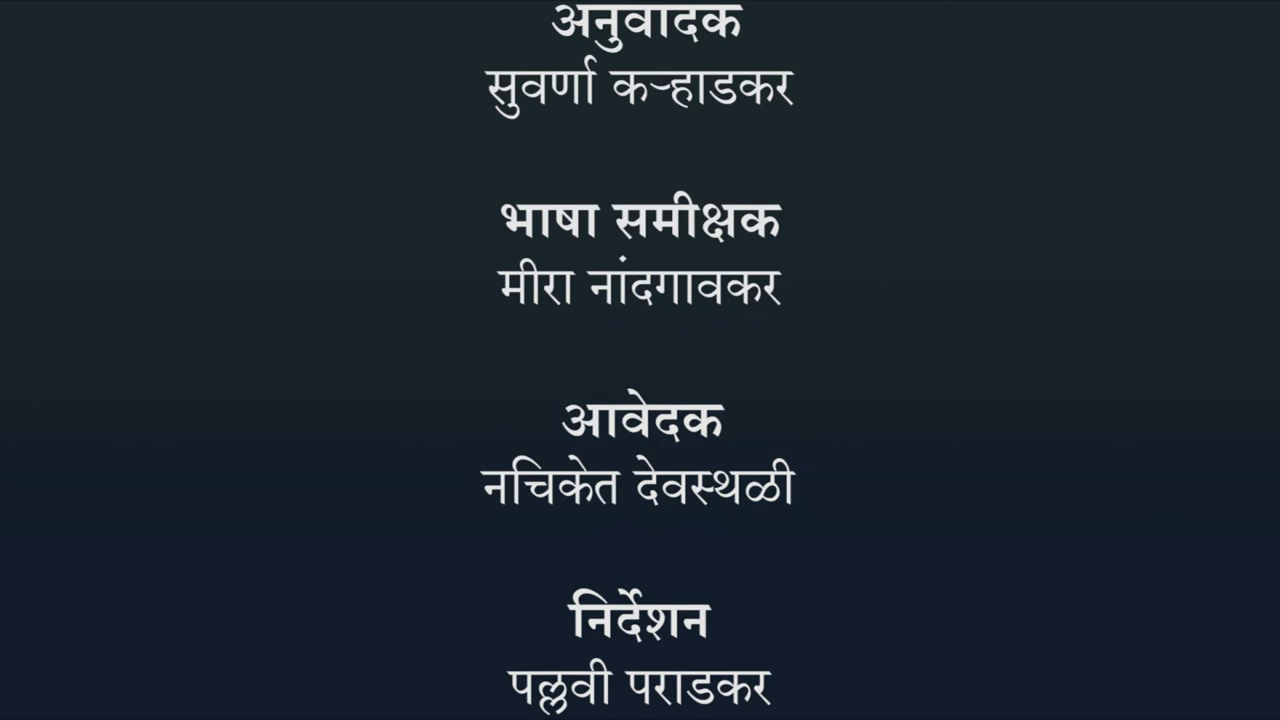 अनुवादक
सुवर्णा कऱ्हाडकर
भाषा समीक्षक
मीरा नांदगावकर
आवेदक
नचिकेत देवस्थळी
निर्देशन
पल्लवी पराडकर